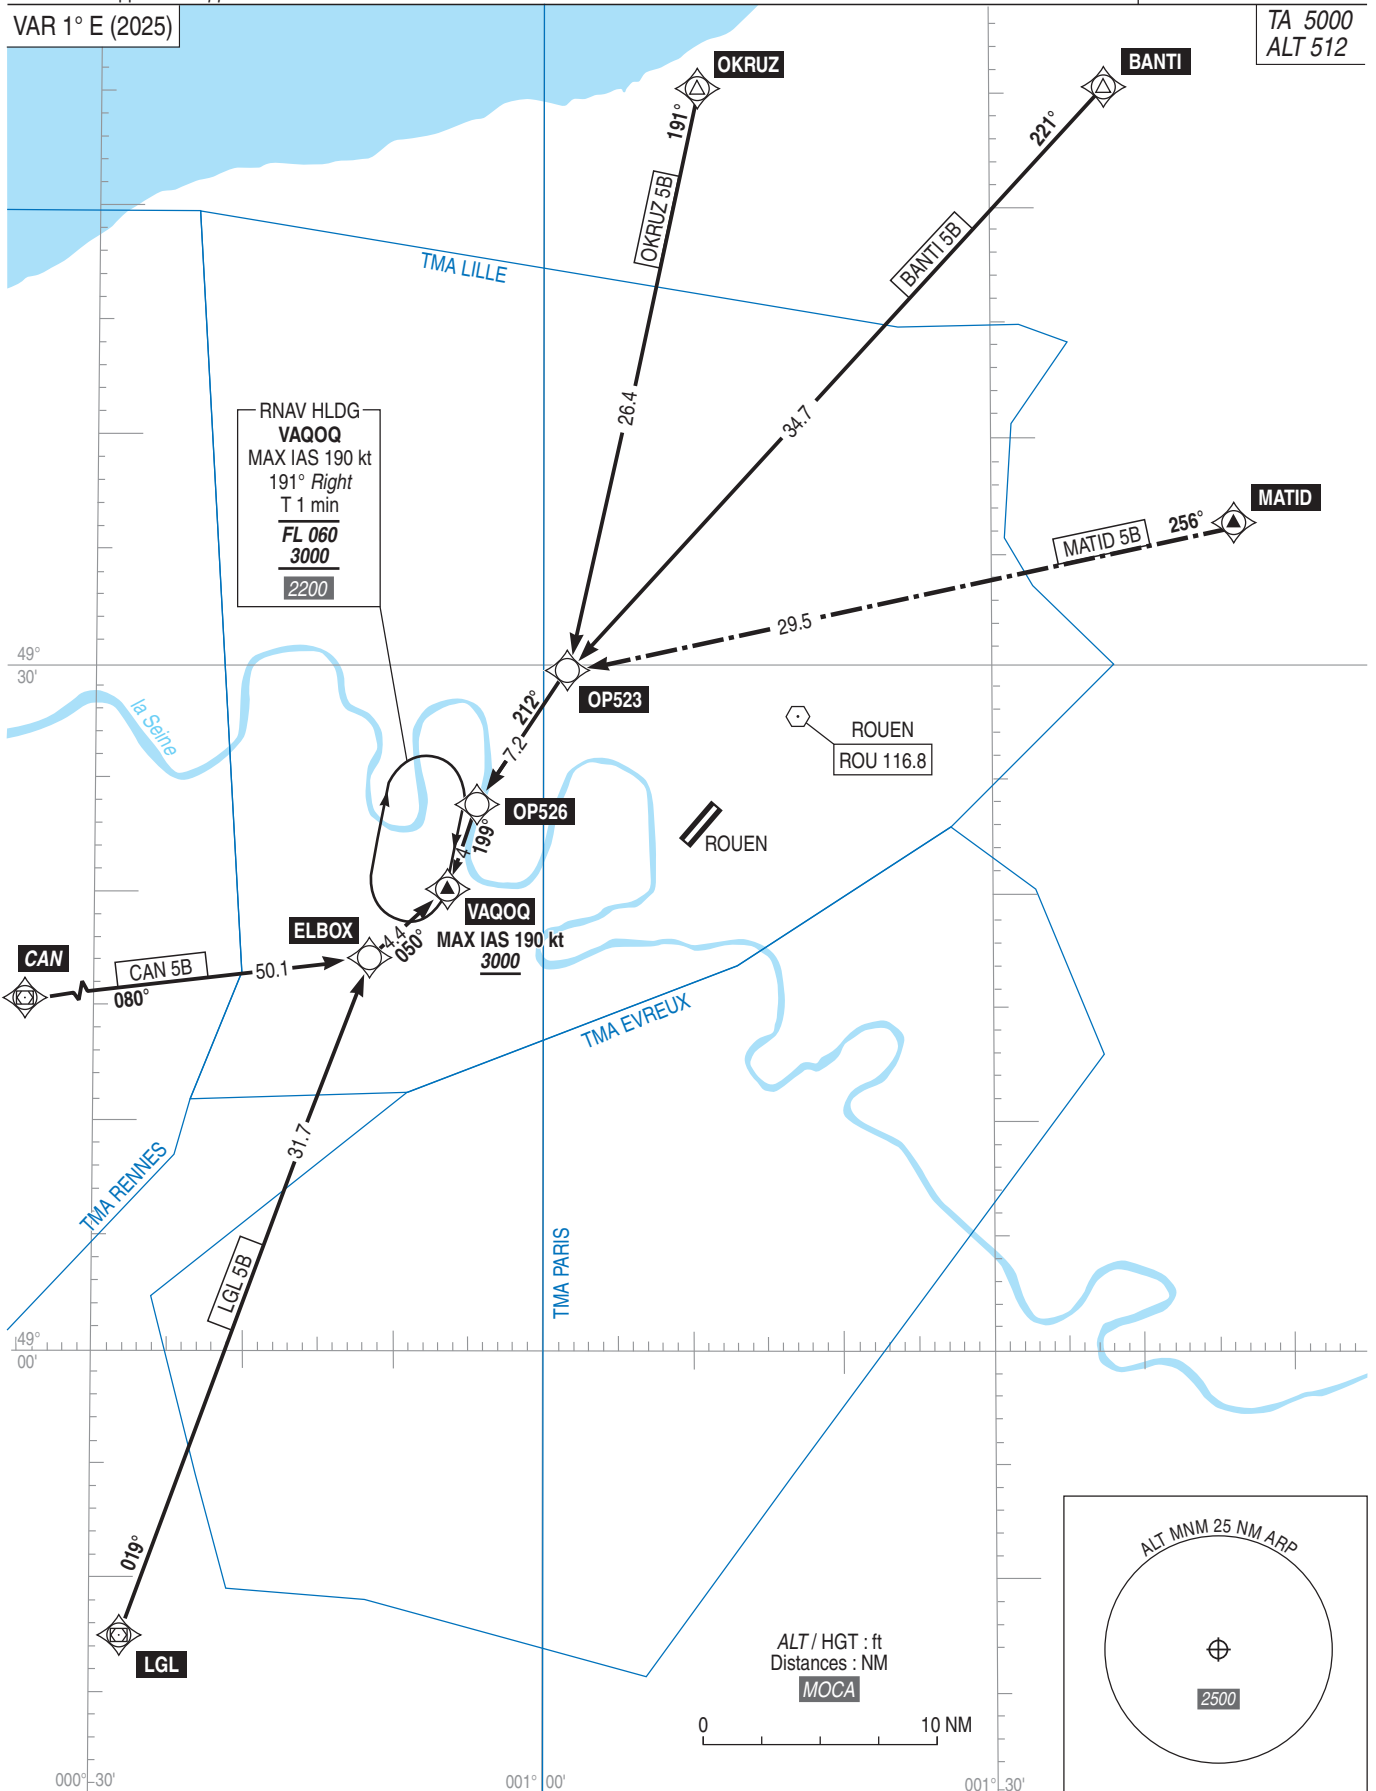 VAR 1° E (2025)
TA 5000
ALT 512
OKRUZ
BANTI
191°
221°
OKRUZ 5B
BANTI 5B
TMA LILLE
26.4
34.7
RNAV HLDG
VAQOQ
MAX IAS 190 kt
191° Right
T 1 min
FL 060
3000
2200
MATID
256°
MATID 5B
29.5
49°
30'
la Seine
OP523
212°
7.2
ROUEN
ROU 116.8
OP526
199°
4
ROUEN
VAQOQ
MAX IAS 190 kt
3000
ELBOX
4.4
050°
CAN
CAN 5B
50.1
080°
TMA EVREUX
31.7
TMA RENNES
LGL 5B
TMA PARIS
49°
00'
019°
LGL
ALT / HGT : ft
Distances : NM
MOCA
0 10 NM
ALT MNM 25 NM ARP
2500
000° 30'
001° 00'
001° 30'